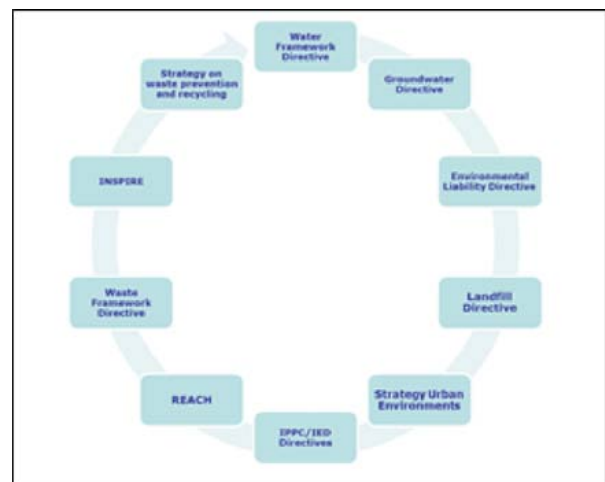 Water
Framework
Directive
Groundwater
Directive
Environmental
Liability Directive
Landfill
Directive
Strategy Urban
Environments
IPPC/IED
Directives
REACH
Waste
Framework
Directive
INSPIRE
Strategy on
waste prevention
and recycling